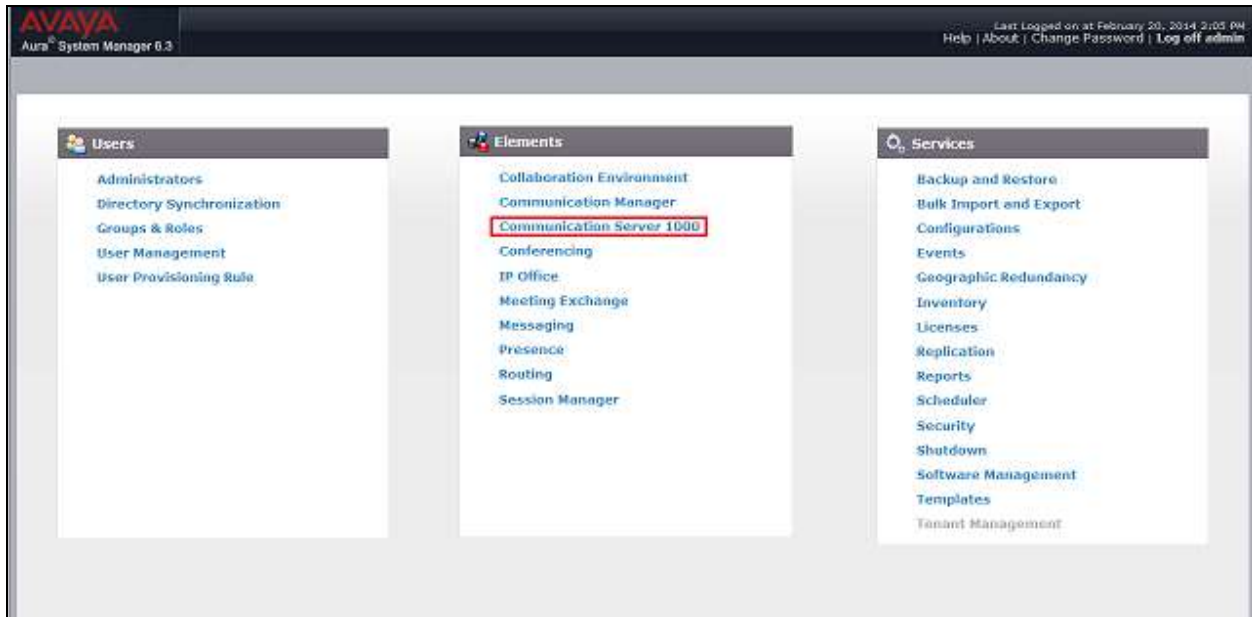 AVAYA
Aura® System Manager 6.3
Last Logged on at February 20, 2014 2:05 PM
Help | About | Change Password | Log off admin
Users
Administrators
Directory Synchronization
Groups & Roles
User Management
User Provisioning Rule
Elements
Collaboration Environment
Communication Manager
Communication Server 1000
Conferencing
IP Office
Meeting Exchange
Messaging
Presence
Routing
Session Manager
Services
Backup and Restore
Bulk Import and Export
Configurations
Events
Geographic Redundancy
Inventory
Licenses
Replication
Reports
Scheduler
Security
Shutdown
Software Management
Templates
Tenant Management